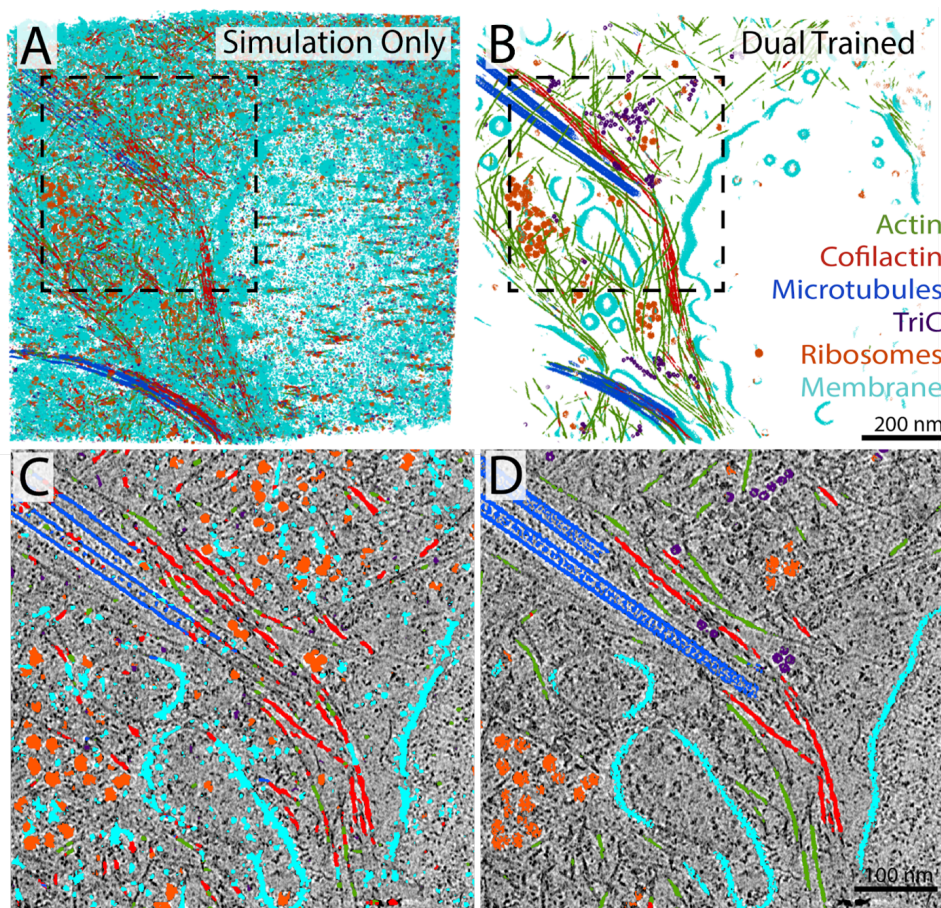 A
Simulation Only
B
Dual Trained
Actin
Cofilactin
Microtubules
TriC
Ribosomes
Membrane
200 nm
C
D
100 nm